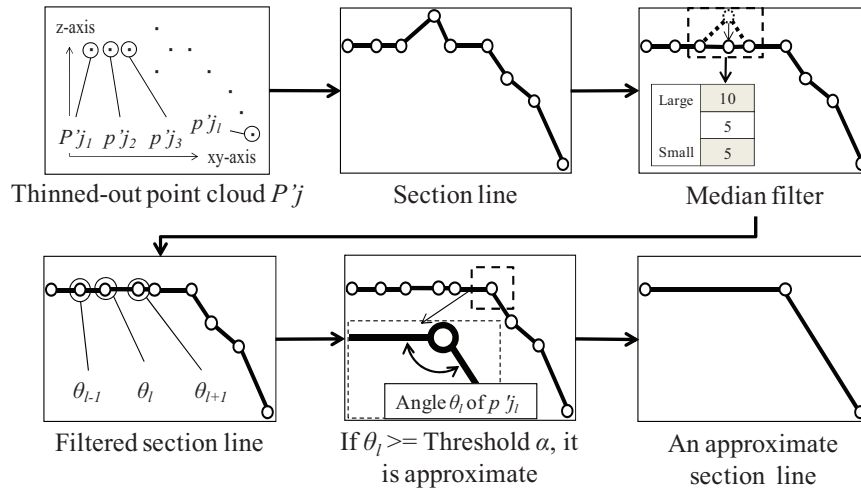 z-axis
P'j1 p'j2 p'j3 p'jl
xy-axis
Thinned-out point cloud P'j
Section line
Large 10
5
Small 5
Median filter
θl-1 θl θl+1
Filtered section line
Angle θl of p'jl
If θl >= Threshold α, it
is approximate
An approximate
section line